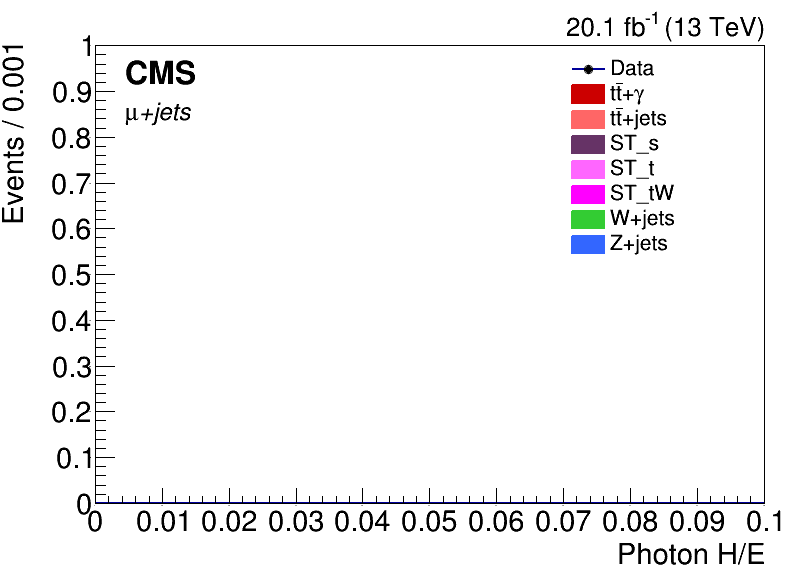 20.1 fb⁻¹ (13 TeV)
CMS
μ+jets
Data
tt̄+γ
tt̄+jets
ST_s
ST_t
ST_tW
W+jets
Z+jets
Events / 0.001
1
0.9
0.8
0.7
0.6
0.5
0.4
0.3
0.2
0.1
0
0 0.01 0.02 0.03 0.04 0.05 0.06 0.07 0.08 0.09 0.1
Photon H/E